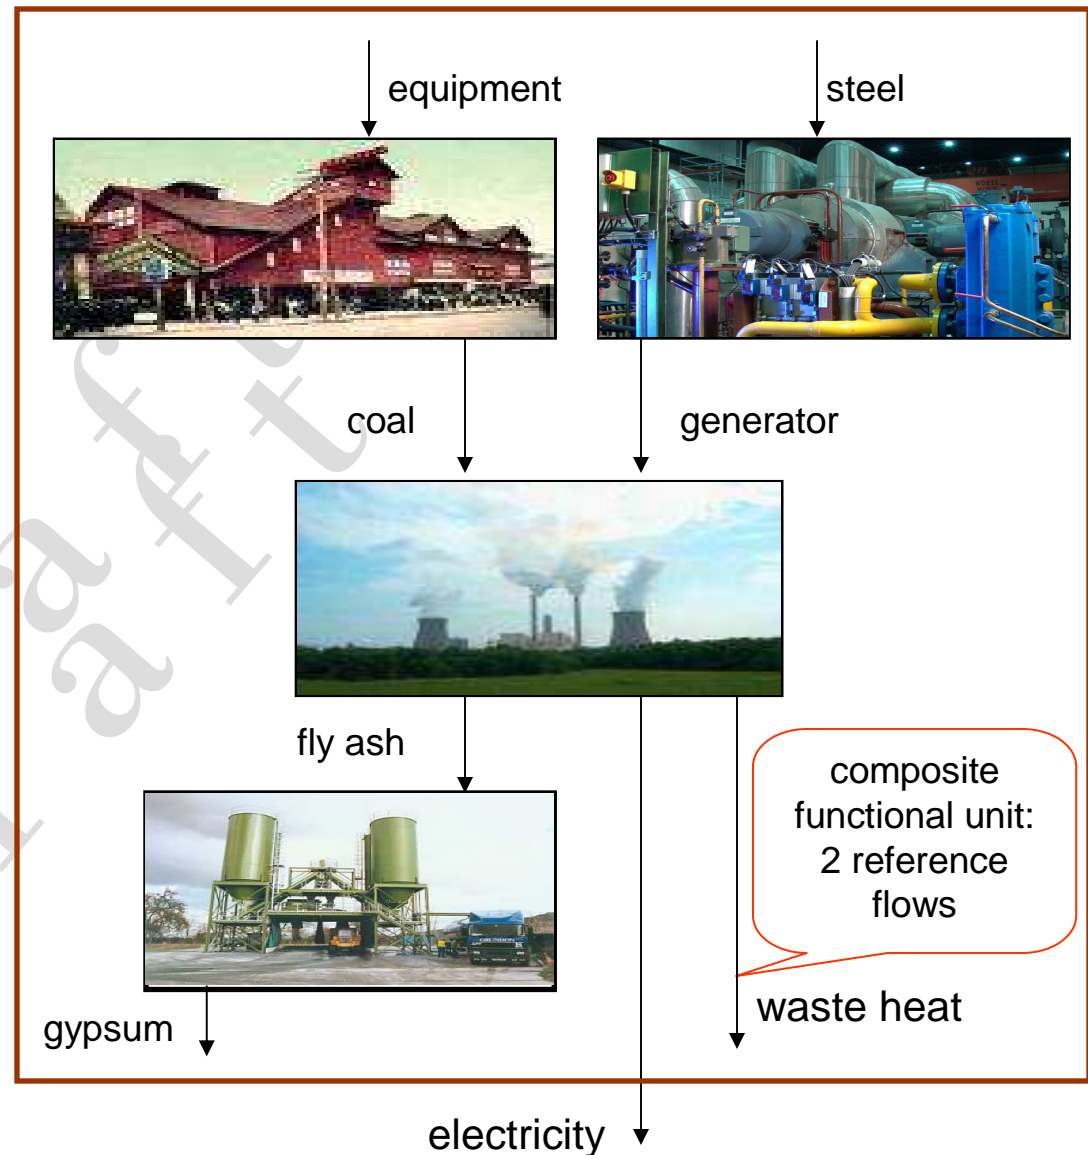 equipment
steel
coal
generator
fly ash
composite
functional unit:
2 reference
flows
waste heat
gypsum
electricity